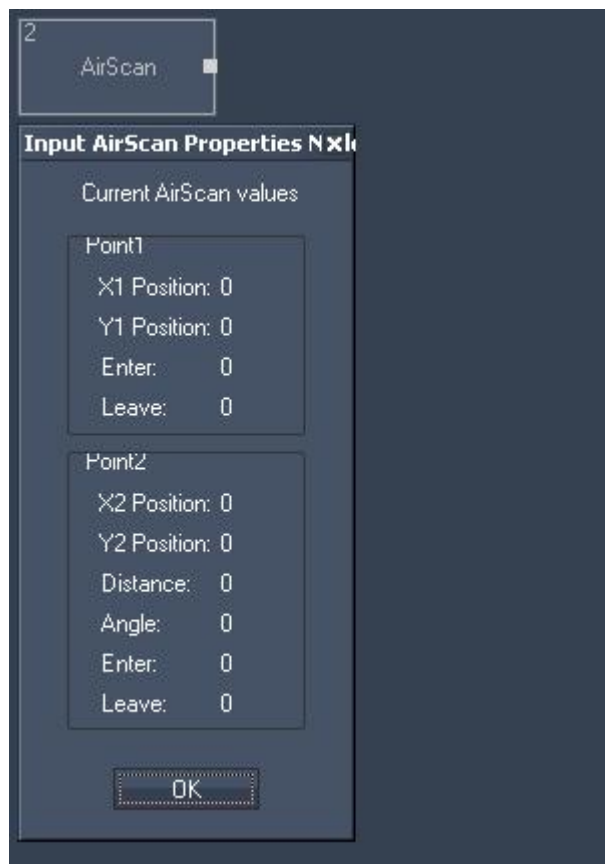 2
AirScan
Input AirScan Properties N
Current AirScan values
Point1
X1 Position: 0
Y1 Position: 0
Enter: 0
Leave: 0
Point2
X2 Position: 0
Y2 Position: 0
Distance: 0
Angle: 0
Enter: 0
Leave: 0
OK